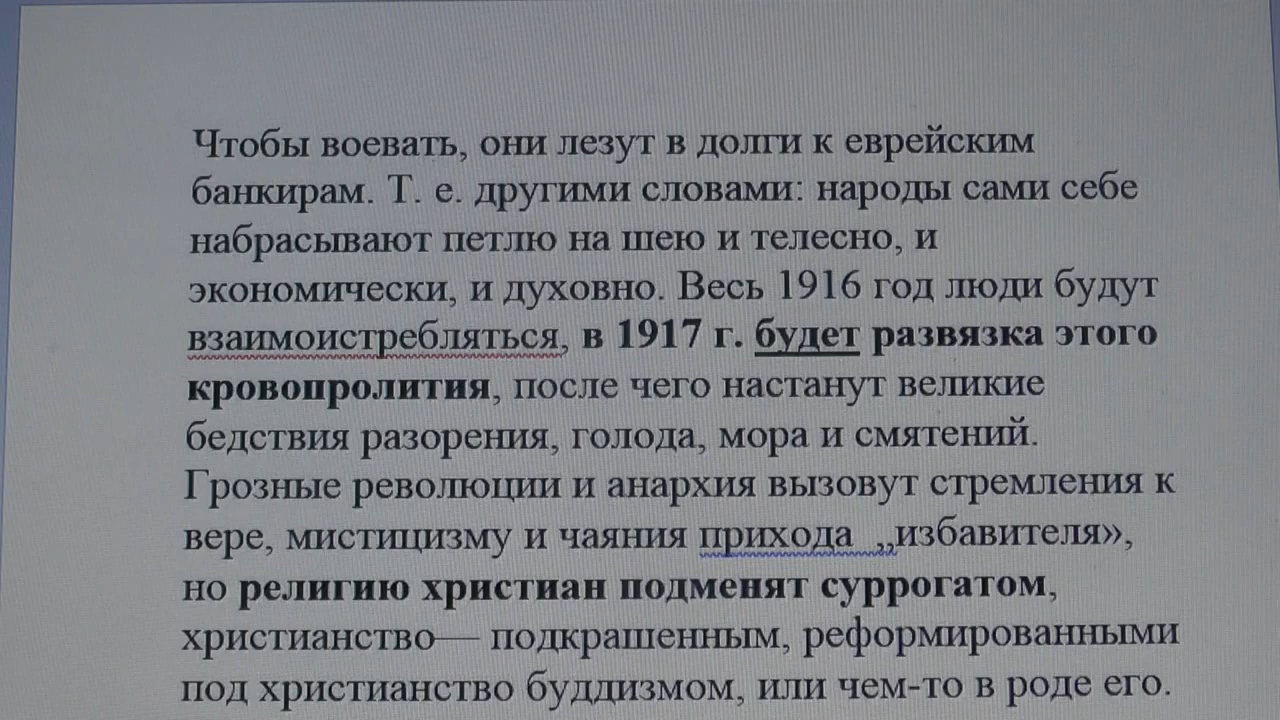 Чтобы воевать, они лезут в долги к еврейским
банкирам. Т. е. другими словами: народы сами себе
набрасывают петлю на шею и телесно, и
экономически, и духовно. Весь 1916 год люди будут
взаимоистребляться, в 1917 г. будет развязка этого
кровопролития, после чего настанут великие
бедствия разорения, голода, мора и смятений.
Грозные революции и анархия вызовут стремления к
вере, мистицизму и чаяния прихода ,,избавителя»,
но религию христиан подменят суррогатом,
христианство— подкрашенным, реформированными
под христианство буддизмом, или чем-то в роде его.